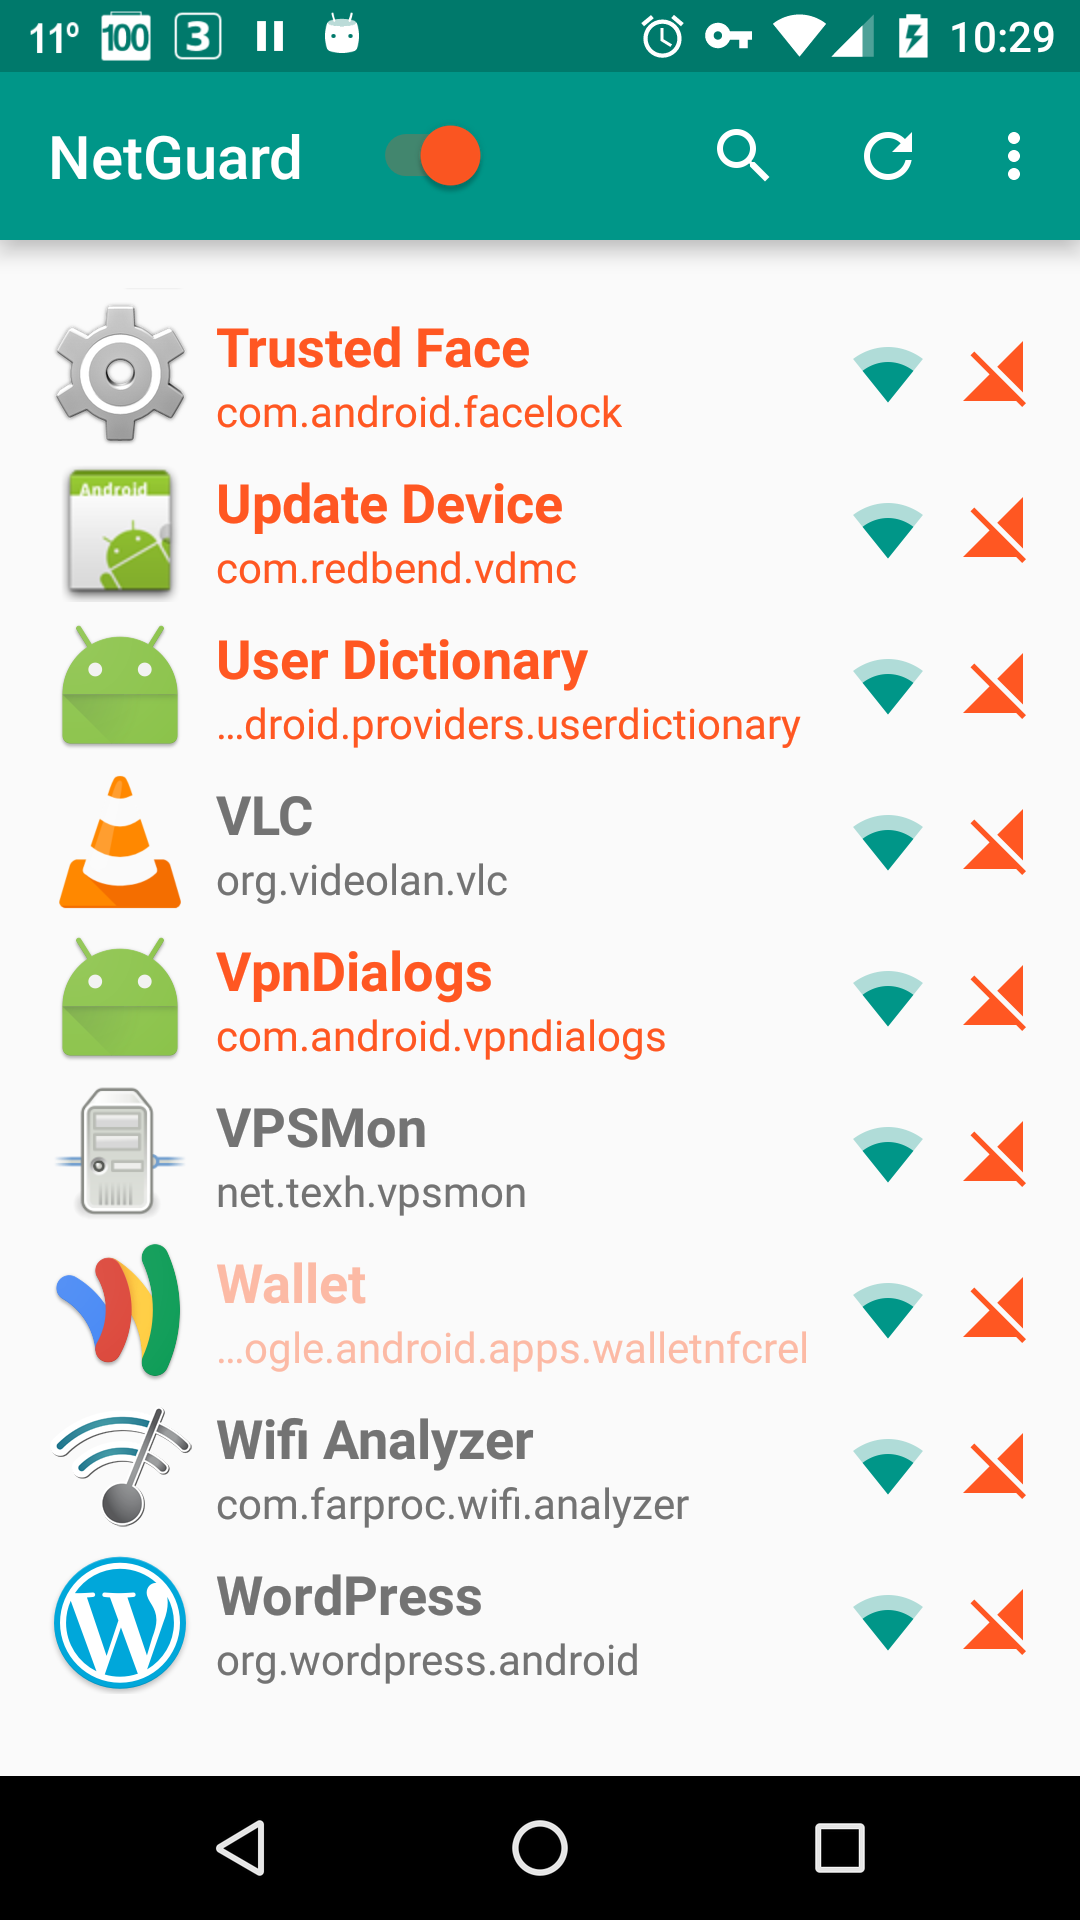 11º 100 3 10:29
NetGuard
Trusted Face
com.android.facelock
Android
Update Device
com.redbend.vdmc
User Dictionary
…droid.providers.userdictionary
VLC
org.videolan.vlc
VpnDialogs
com.android.vpndialogs
VPSMon
net.texh.vpsmon
Wallet
…ogle.android.apps.walletnfcrel
Wifi Analyzer
com.farproc.wifi.analyzer
WordPress
org.wordpress.android